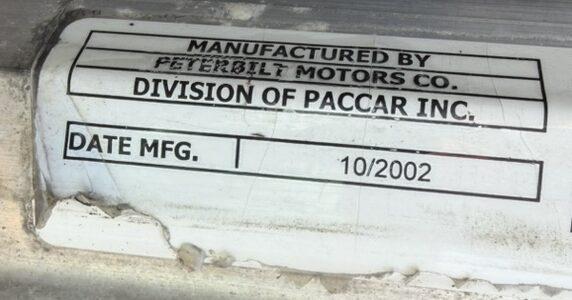 MANUFACTURED BY
PETERBILT MOTORS CO.
DIVISION OF PACCAR INC.
DATE MFG. 10/2002